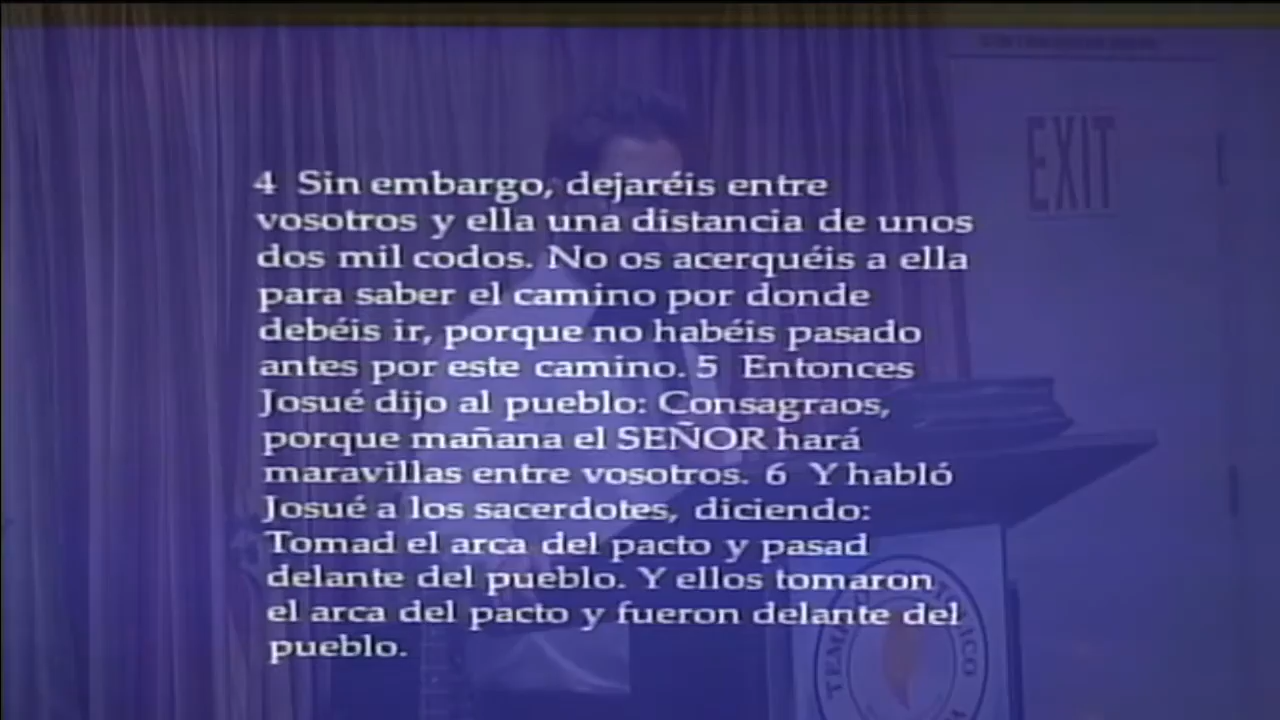 EXIT
4 Sin embargo, dejaréis entre
vosotros y ella una distancia de unos
dos mil codos. No os acerquéis a ella
para saber el camino por donde
debéis ir, porque no habéis pasado
antes por este camino. 5 Entonces
Josué dijo al pueblo: Consagraos,
porque mañana el SEÑOR hará
maravillas entre vosotros. 6 Y habló
Josué a los sacerdotes, diciendo:
Tomad el arca del pacto y pasad
delante del pueblo. Y ellos tomaron
el arca del pacto y fueron delante del
pueblo.